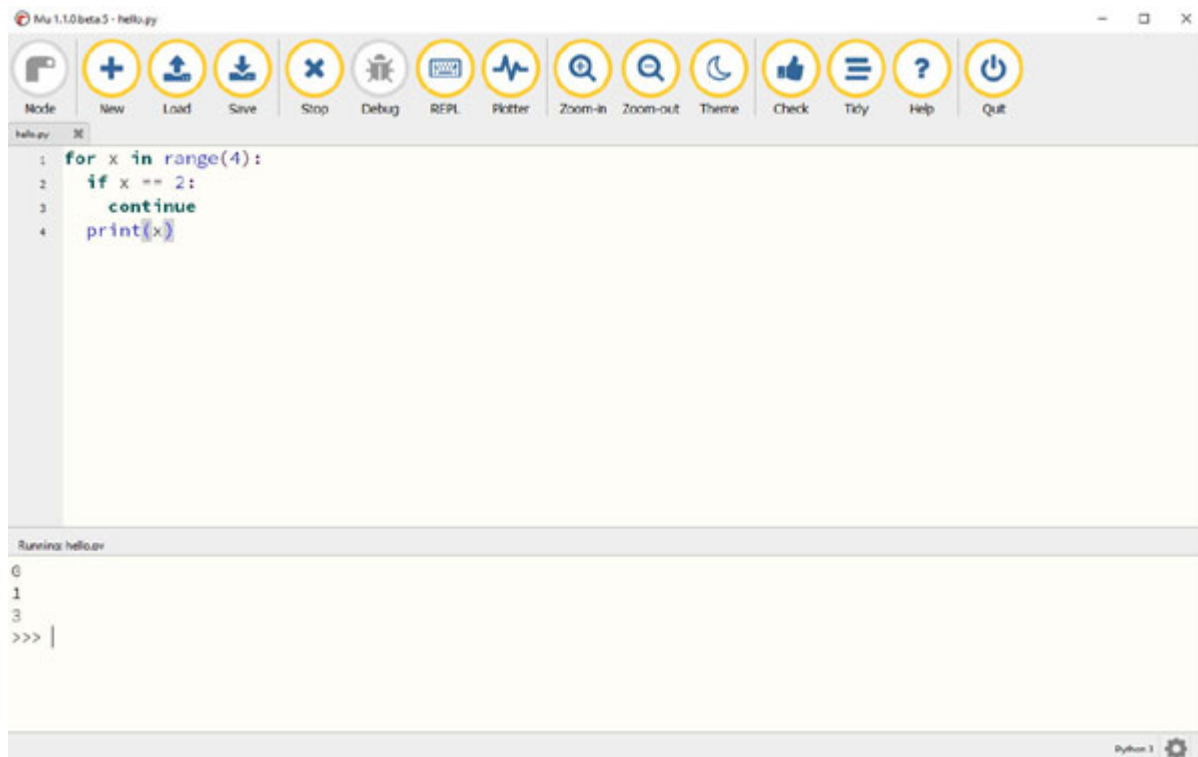 Mu 1.1.0 beta 5 - hello.py
Mode New Load Save Stop Debug REPL Plotter Zoom-in Zoom-out Theme Check Tidy Help Quit
hello.py
1 for x in range(4):
2   if x == 2:
3     continue
4   print(x)
Running: hello.py
0
1
3
>>>
Python 3